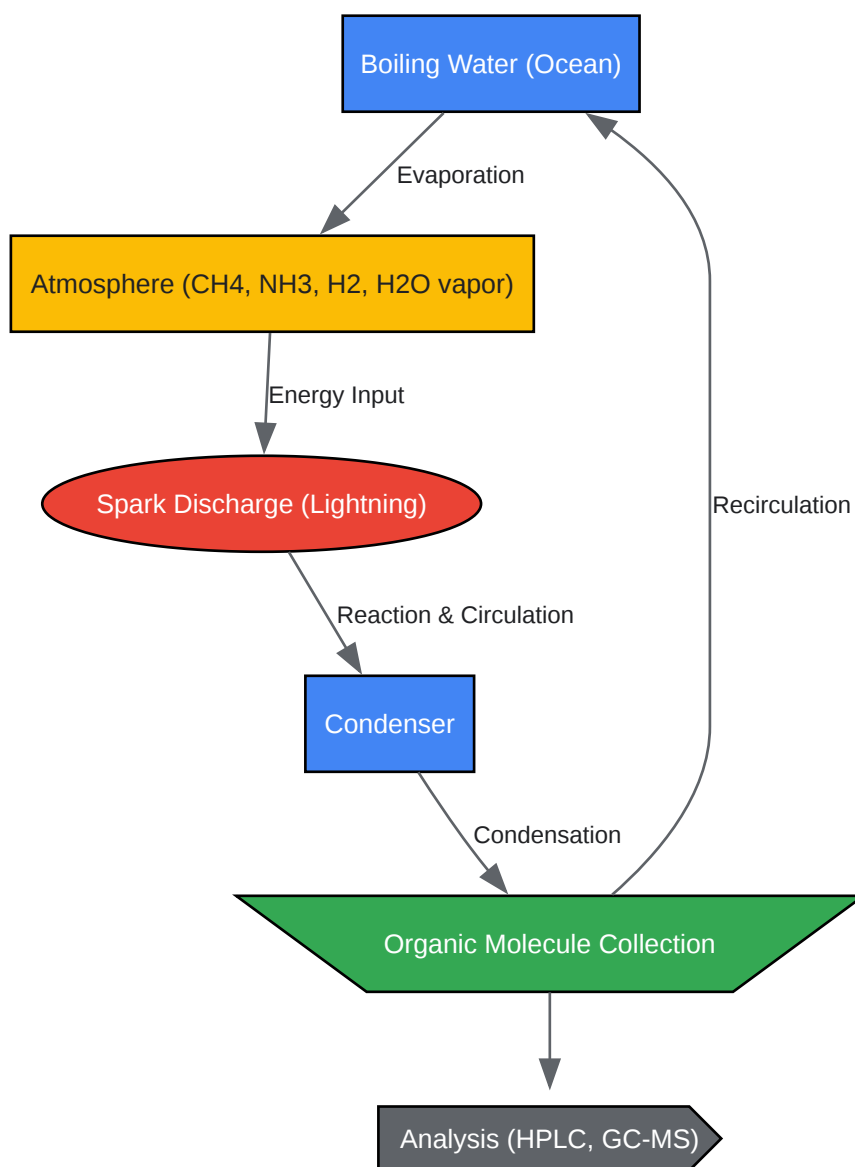 Boiling Water (Ocean)
Evaporation
Atmosphere (CH4, NH3, H2, H2O vapor)
Energy Input
Spark Discharge (Lightning)
Recirculation
Reaction & Circulation
Condenser
Condensation
Organic Molecule Collection
Analysis (HPLC, GC-MS)